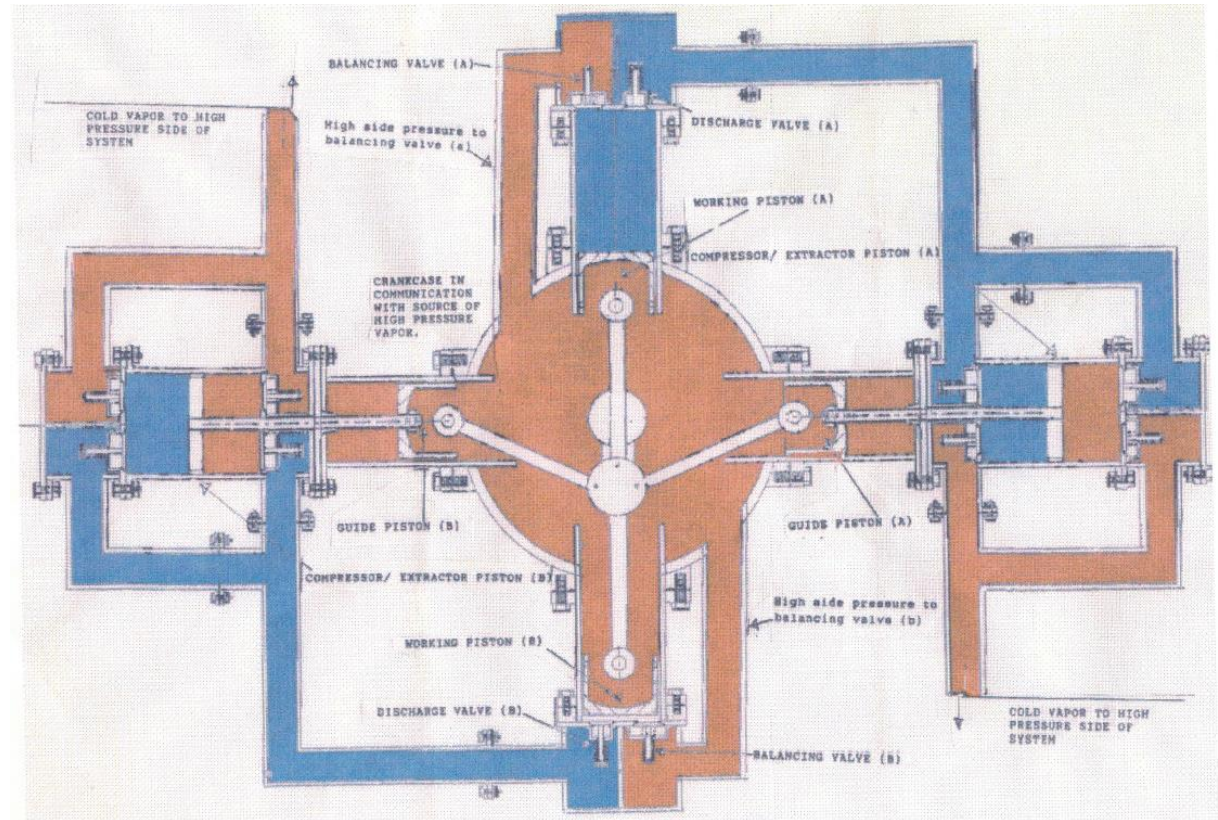 BALANCING VALVE (A)
COLD VAPOR TO HIGH
PRESSURE SIDE OF
SYSTEM
High side pressure to
balancing valve (a)
DISCHARGE VALVE (A)
WORKING PISTON (A)
COMPRESSOR/ EXTRACTOR PISTON (A)
CRANKCASE IN
COMMUNICATION
WITH SOURCE OF
HIGH PRESSURE
VAPOR.
GUIDE PISTON (B)
GUIDE PISTON (A)
COMPRESSOR/ EXTRACTOR PISTON (B)
High side pressure to
balancing valve (b)
WORKING PISTON (B)
DISCHARGE VALVE (B)
COLD VAPOR TO HIGH
PRESSURE SIDE OF
SYSTEM
BALANCING VALVE (B)